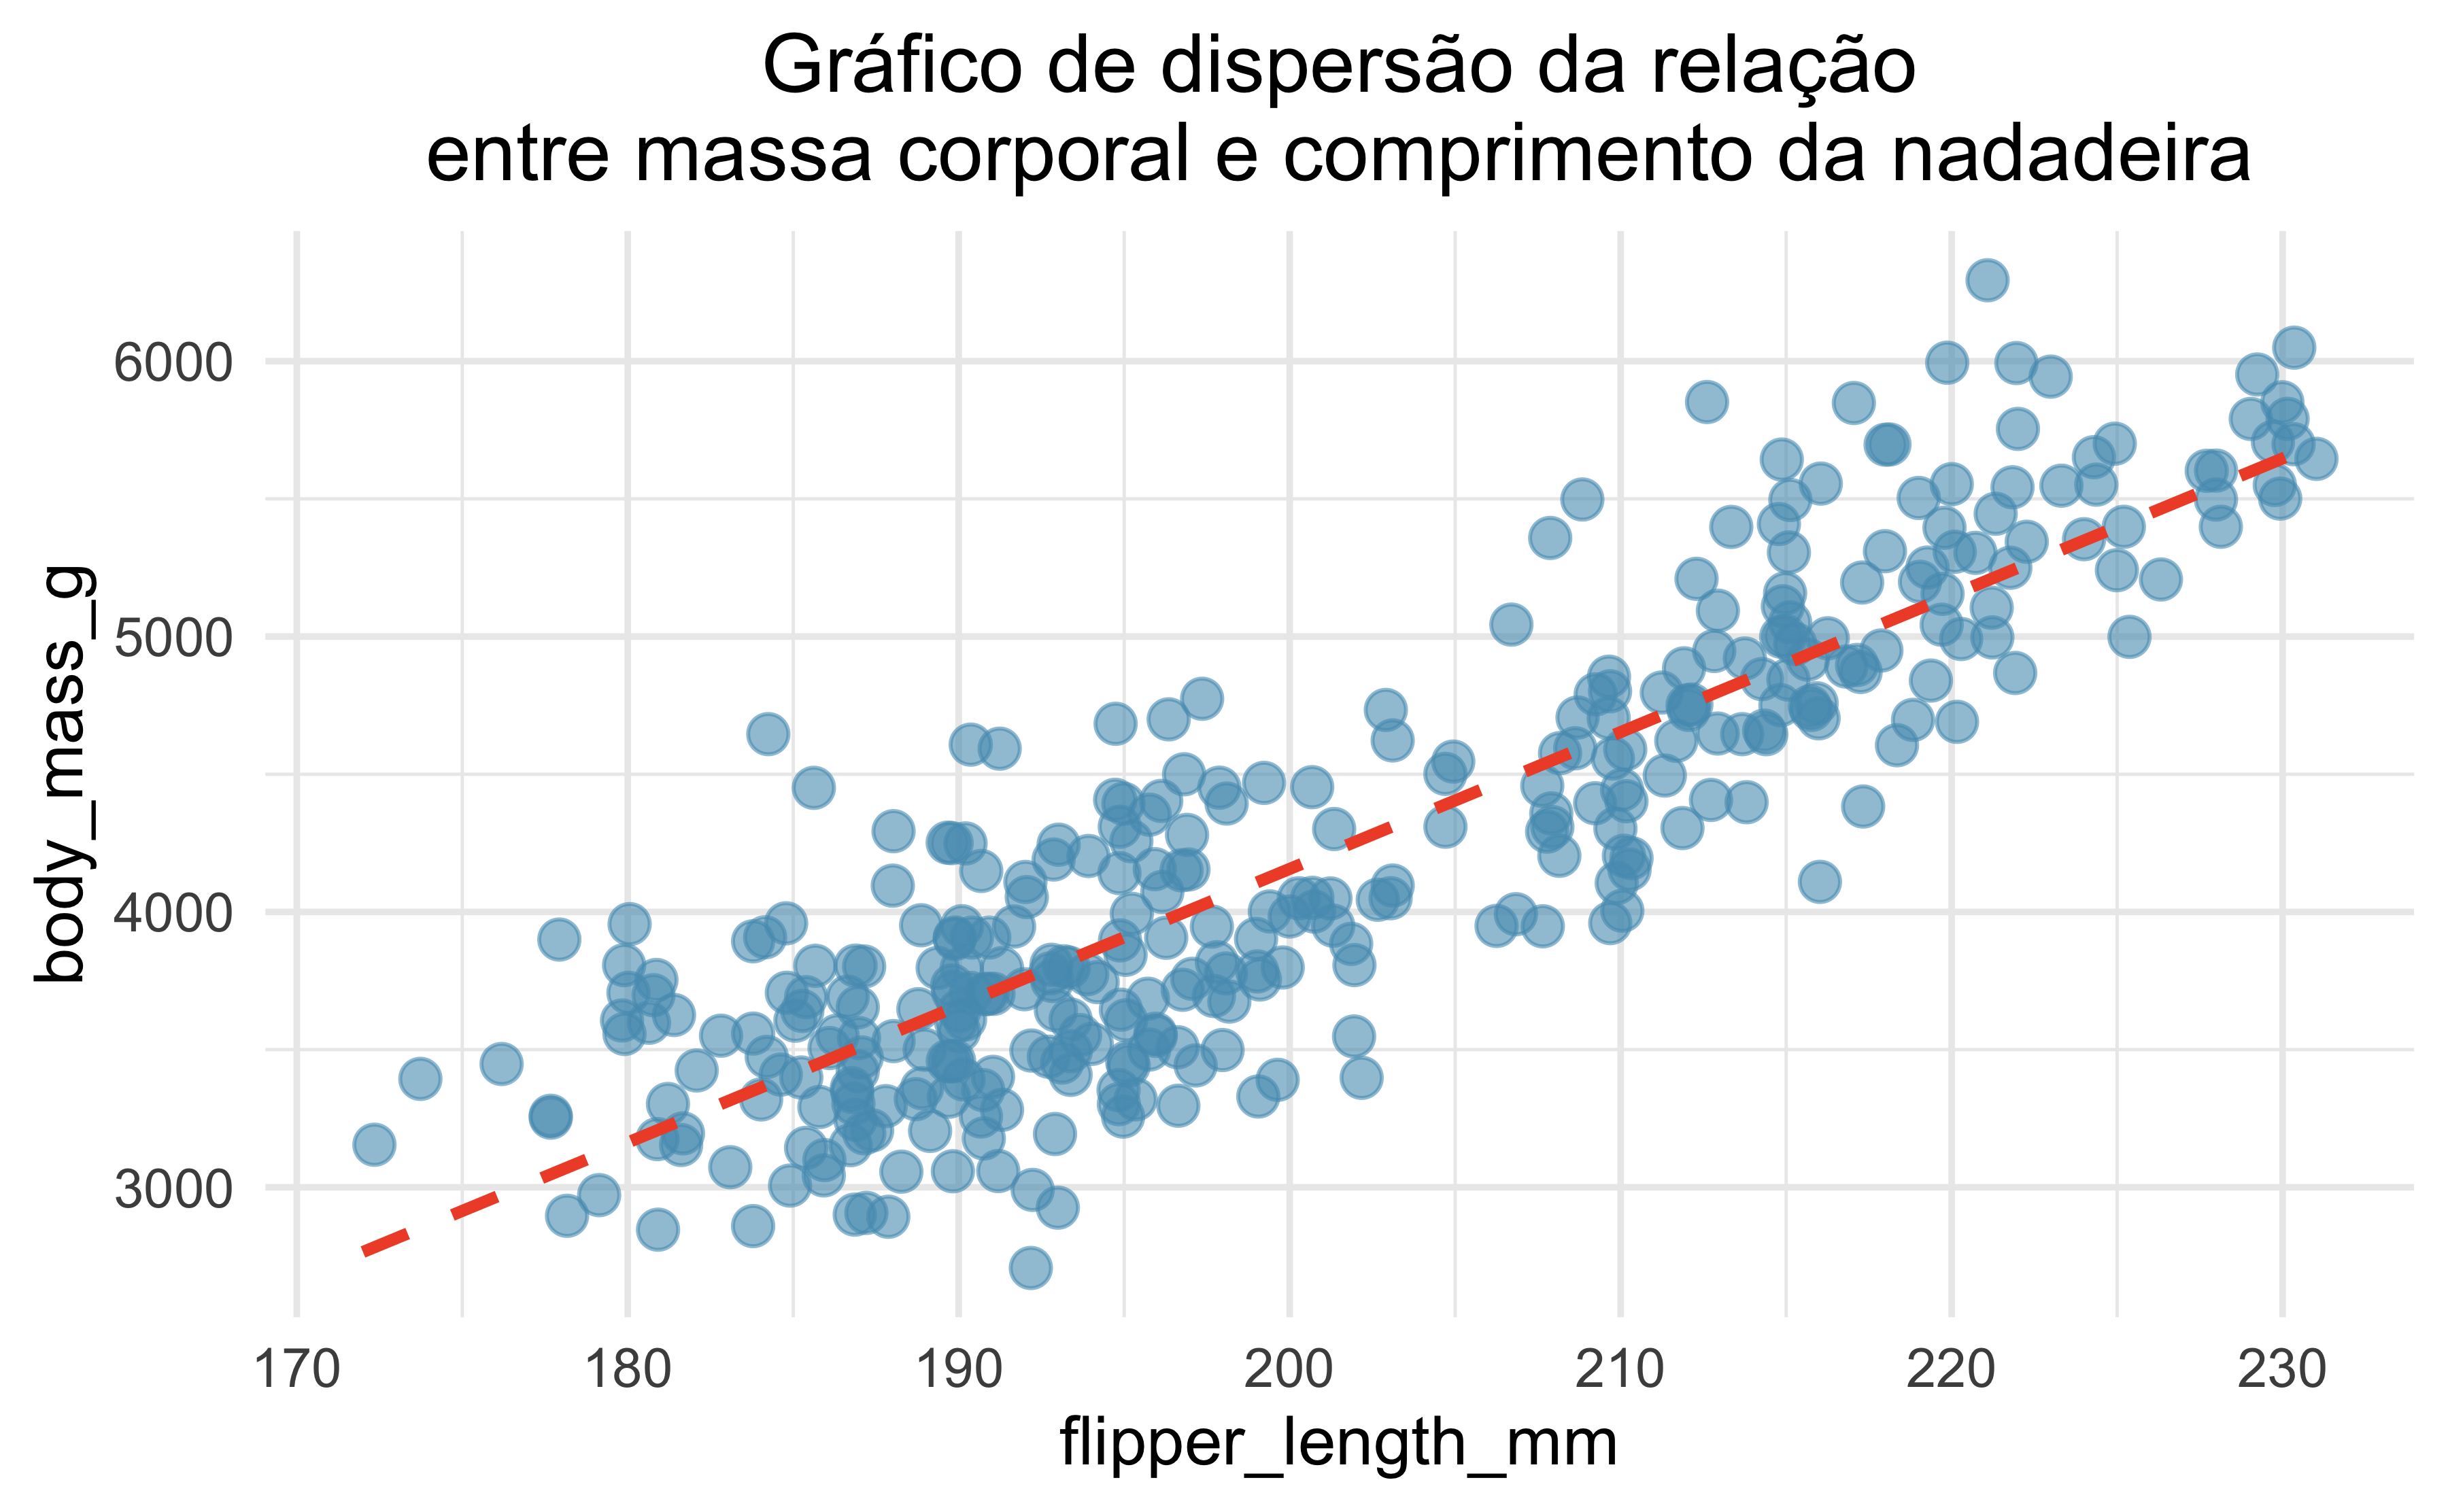 Gráfico de dispersão da relação
entre massa corporal e comprimento da nadadeira
body_mass_g
6000
5000
4000
3000
170 180 190 200 210 220 230
flipper_length_mm